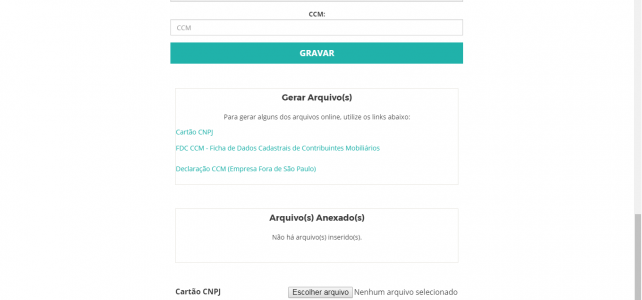 CCM:
CCM
GRAVAR
Gerar Arquivo(s)
Para gerar alguns dos arquivos online, utilize os links abaixo:
Cartão CNPJ
FDC CCM - Ficha de Dados Cadastrais de Contribuintes Mobiliários
Declaração CCM (Empresa Fora de São Paulo)
Arquivo(s) Anexado(s)
Não há arquivo(s) inserido(s).
Cartão CNPJ Escolher arquivo Nenhum arquivo selecionado